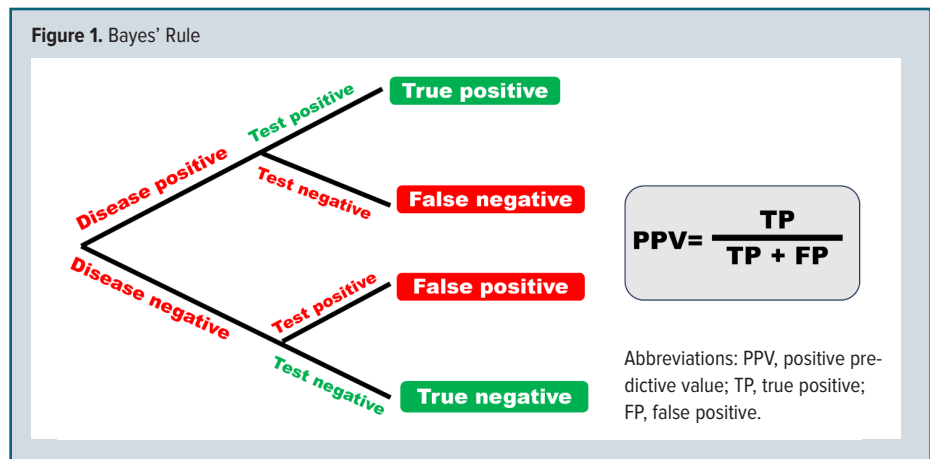 Figure 1. Bayes' Rule
Test positive
True positive
Disease positive
Test negative
False negative
Disease negative
Test positive
False positive
Test negative
True negative
PPV= TP
TP + FP
Abbreviations: PPV, positive pre-
dictive value; TP, true positive;
FP, false positive.